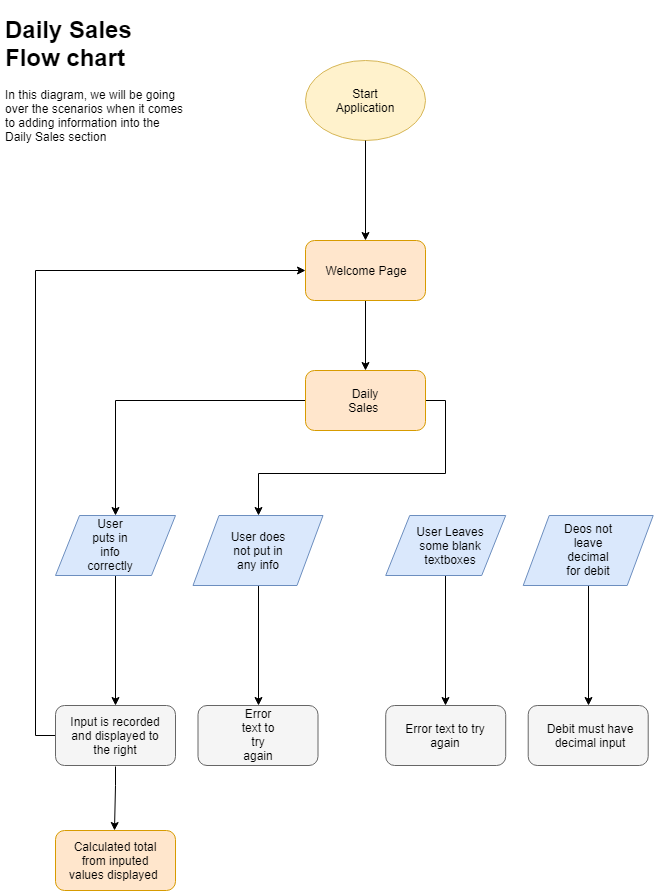 Daily Sales
Flow chart
In this diagram, we will be going
over the scenarios when it comes
to adding information into the
Daily Sales section
Start
Application
Welcome Page
Daily
Sales
User
puts in
info
correctly
User does
not put in
any info
User Leaves
some blank
textboxes
Deos not
leave
decimal
for debit
Input is recorded
and displayed to
the right
Error
text to
try
again
Error text to try
again
Debit must have
decimal input
Calculated total
from inputed
values displayed